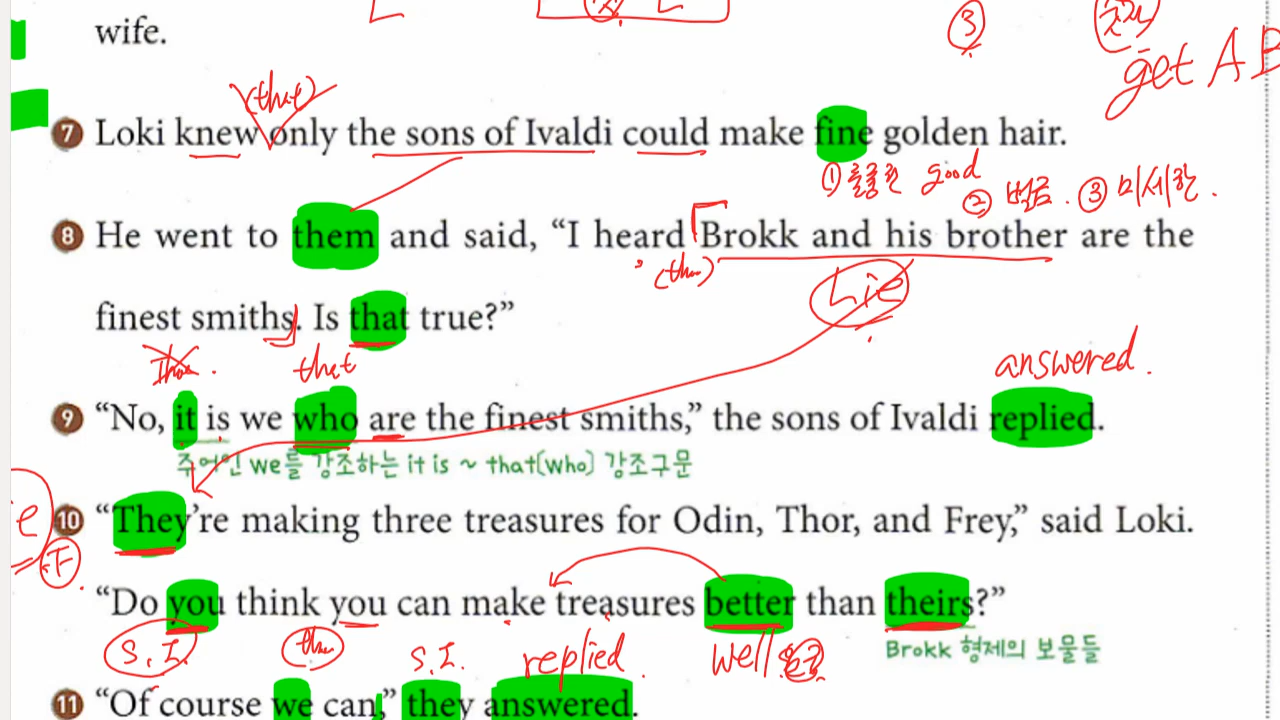 wife.
③
get A B
(that)
⑦ Loki knew only the sons of Ivaldi could make fine golden hair.
① 훌륭한 good ② 벌금. ③ 미세한.
⑧ He went to them and said, “I heard Brokk and his brother are the
(that)
Lie
finest smiths. Is that true?”
that
answered.
⑨ “No, it is we who are the finest smiths,” the sons of Ivaldi replied.
주어인 we를 강조하는 it is ~ that(who) 강조구문
⑩ “They’re making three treasures for Odin, Thor, and Frey,” said Loki.
F
“Do you think you can make treasures better than theirs?”
S.I. (that) S.I. replied. well
Brokk 형제의 보물들
⑪ “Of course we can,” they answered.